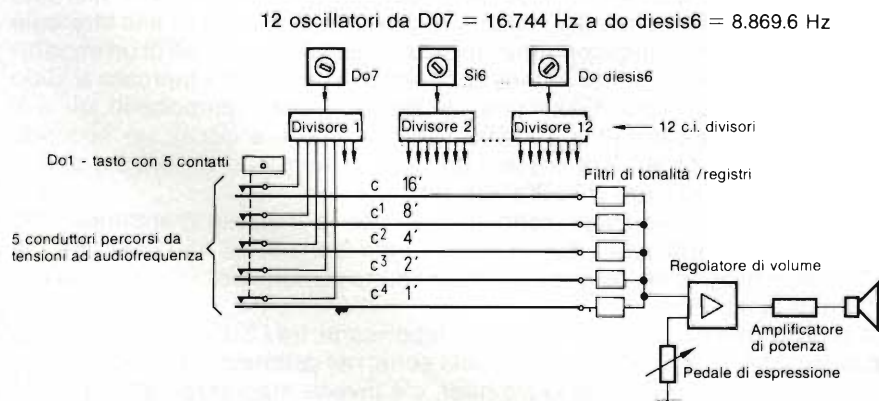 12 oscillatori da D07 = 16.744 Hz a do diesis6 = 8.869.6 Hz
Do7
Si6
Do diesis6
Divisore 1
Divisore 2
....
Divisore 12
12 c.i. divisori
Do1 - tasto con 5 contatti
Filtri di tonalità /registri
c 16'
c1 8'
5 conduttori percorsi da
tensioni ad audiofrequenza
c2 4'
c3 2'
c4 1'
Regolatore di volume
Amplificatore
di potenza
Pedale di espressione